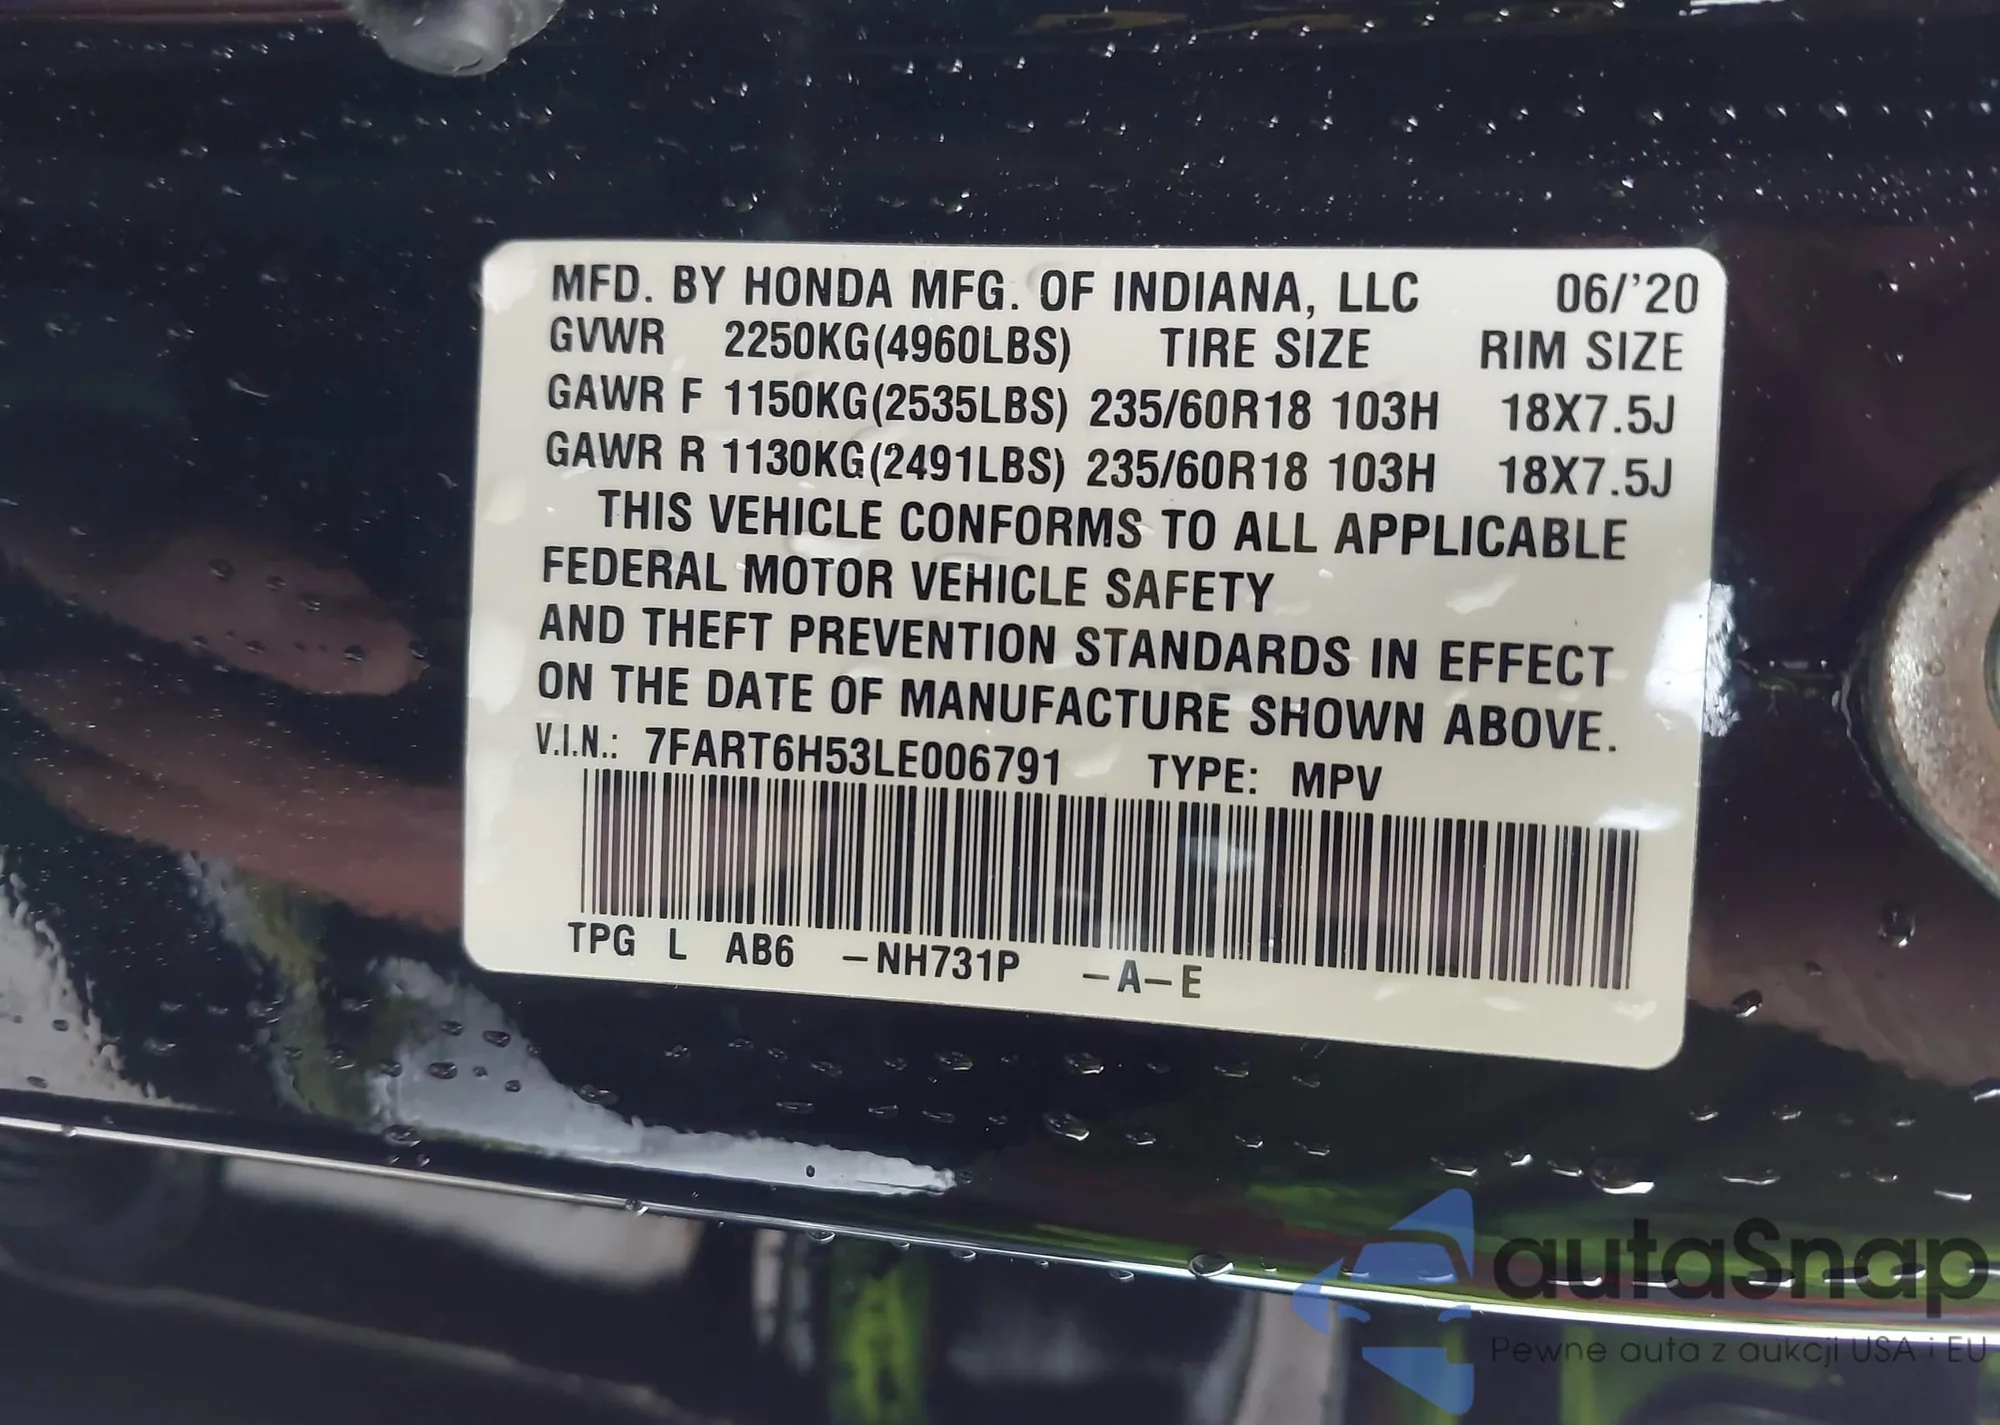 MFD. BY HONDA MFG. OF INDIANA, LLC 06/'20
GVWR 2250KG(4960LBS) TIRE SIZE RIM SIZE
GAWR F 1150KG(2535LBS) 235/60R18 103H 18X7.5J
GAWR R 1130KG(2491LBS) 235/60R18 103H 18X7.5J
THIS VEHICLE CONFORMS TO ALL APPLICABLE
FEDERAL MOTOR VEHICLE SAFETY
AND THEFT PREVENTION STANDARDS IN EFFECT
ON THE DATE OF MANUFACTURE SHOWN ABOVE.
V.I.N.: 7FART6H53LE006791 TYPE: MPV
TPG L AB6 -NH731P -A-E
autaSnap
Pewne auta z aukcji USA i EU